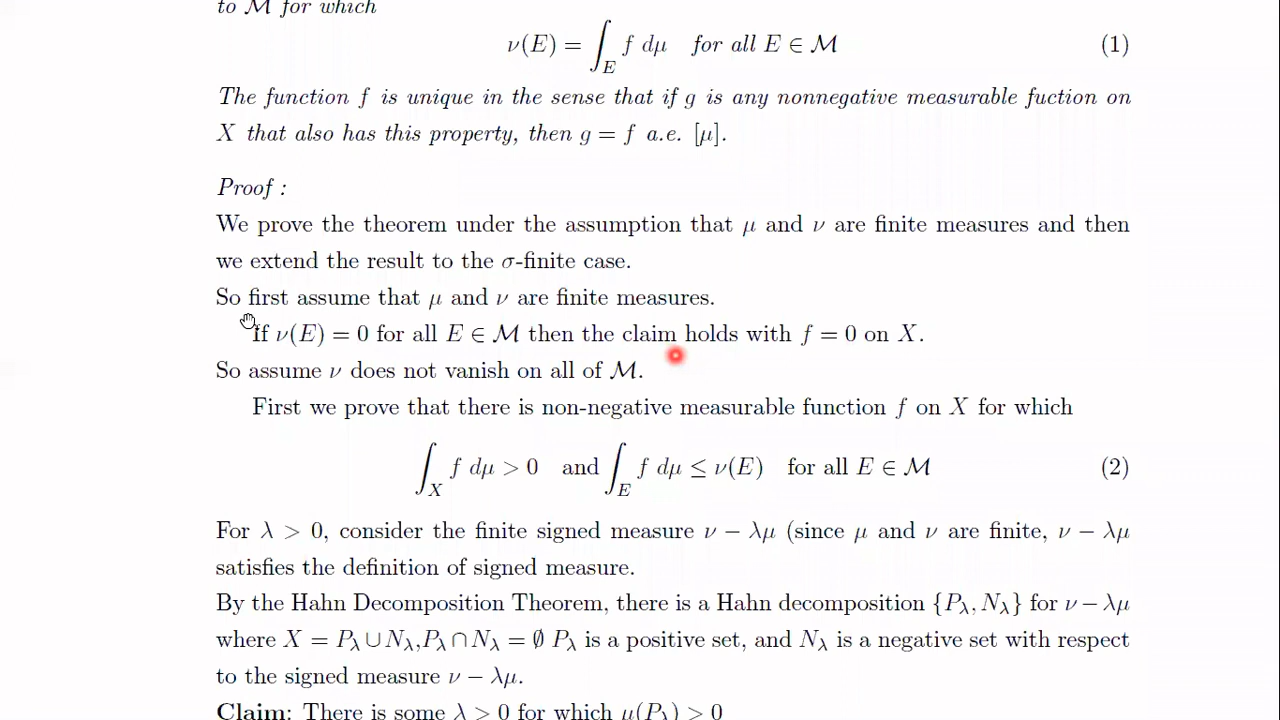 to M for which
ν(E) = ∫_E f dμ for all E ∈ M (1)
The function f is unique in the sense that if g is any nonnegative measurable fuction on
X that also has this property, then g = f a.e. [μ].
Proof :
We prove the theorem under the assumption that μ and ν are finite measures and then
we extend the result to the σ-finite case.
So first assume that μ and ν are finite measures.
If ν(E) = 0 for all E ∈ M then the claim holds with f = 0 on X.
So assume ν does not vanish on all of M.
First we prove that there is non-negative measurable function f on X for which
∫_X f dμ > 0 and ∫_E f dμ ≤ ν(E) for all E ∈ M (2)
For λ > 0, consider the finite signed measure ν − λμ (since μ and ν are finite, ν − λμ
satisfies the definition of signed measure.
By the Hahn Decomposition Theorem, there is a Hahn decomposition {P_λ, N_λ} for ν − λμ
where X = P_λ ∪ N_λ,P_λ ∩ N_λ = ∅ P_λ is a positive set, and N_λ is a negative set with respect
to the signed measure ν − λμ.
Claim: There is some λ > 0 for which μ(P_λ) > 0